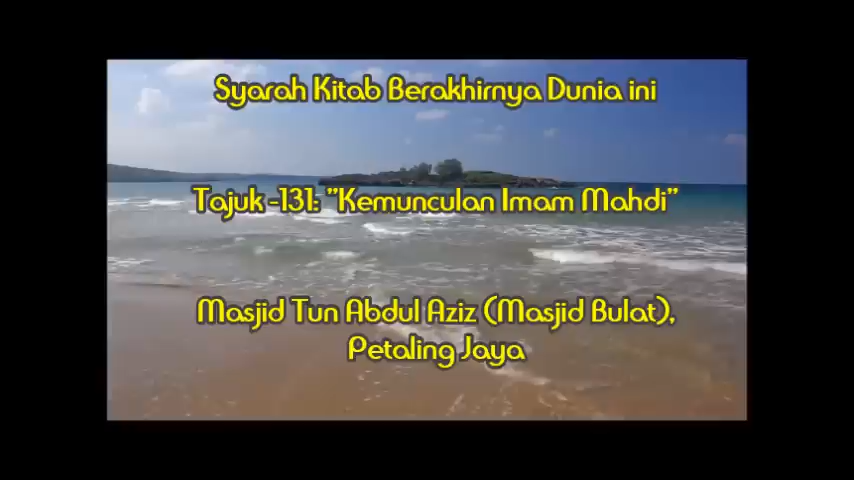 Syarah Kitab Berakhirnya Dunia ini
Tajuk -131: "Kemunculan Imam Mahdi"
Masjid Tun Abdul Aziz (Masjid Bulat),
Petaling Jaya